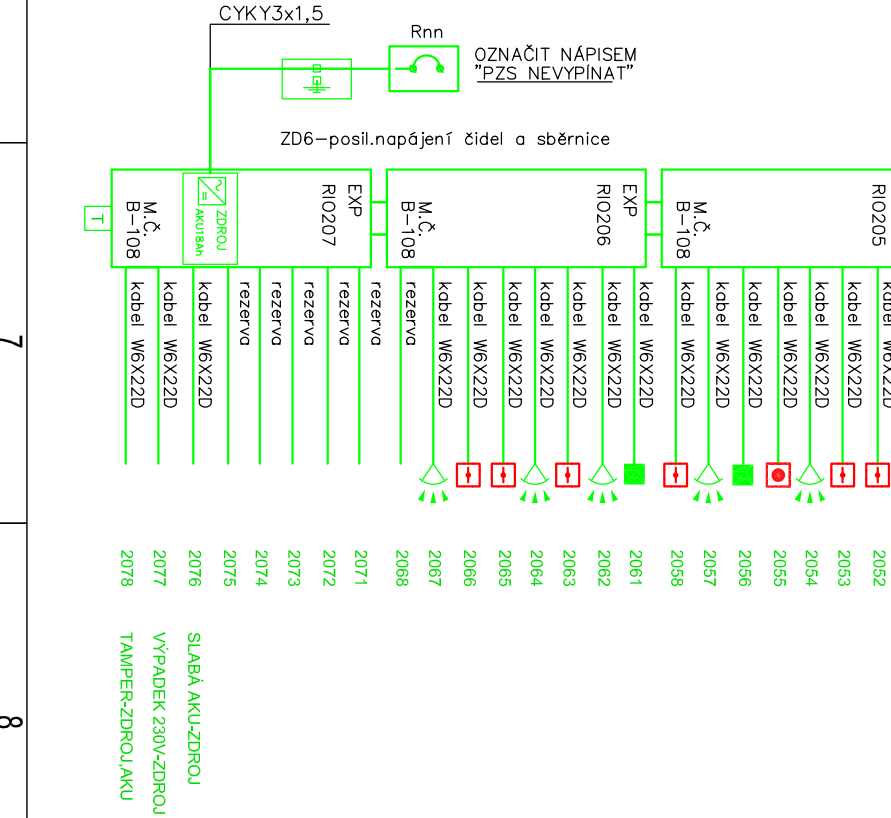 CYKY3x1,5
Rnn
OZNAČIT NÁPISEM
"PZS NEVYPÍNAT"
ZD6-posil.napájení čidel a sběrnice
T
M.Č.
B-108
ZDROJ
AKU18Ah
EXP
RIO207
M.Č.
B-108
EXP
RIO206
M.Č.
B-108
RIO205
kabel W6X22D
kabel W6X22D
kabel W6X22D
rezerva
rezerva
rezerva
rezerva
rezerva
rezerva
kabel W6X22D
kabel W6X22D
kabel W6X22D
kabel W6X22D
kabel W6X22D
kabel W6X22D
kabel W6X22D
kabel W6X22D
kabel W6X22D
kabel W6X22D
kabel W6X22D
kabel W6X22D
kabel W6X22D
kabel W6X22D
7
2078
2077
2076
2075
2074
2073
2072
2071
2068
2067
2066
2065
2064
2063
2062
2061
2058
2057
2056
2055
2054
2053
2052
TAMPER-ZDROJ,AKU
VÝPADEK 230V-ZDROJ
SLABÁ AKU-ZDROJ
8